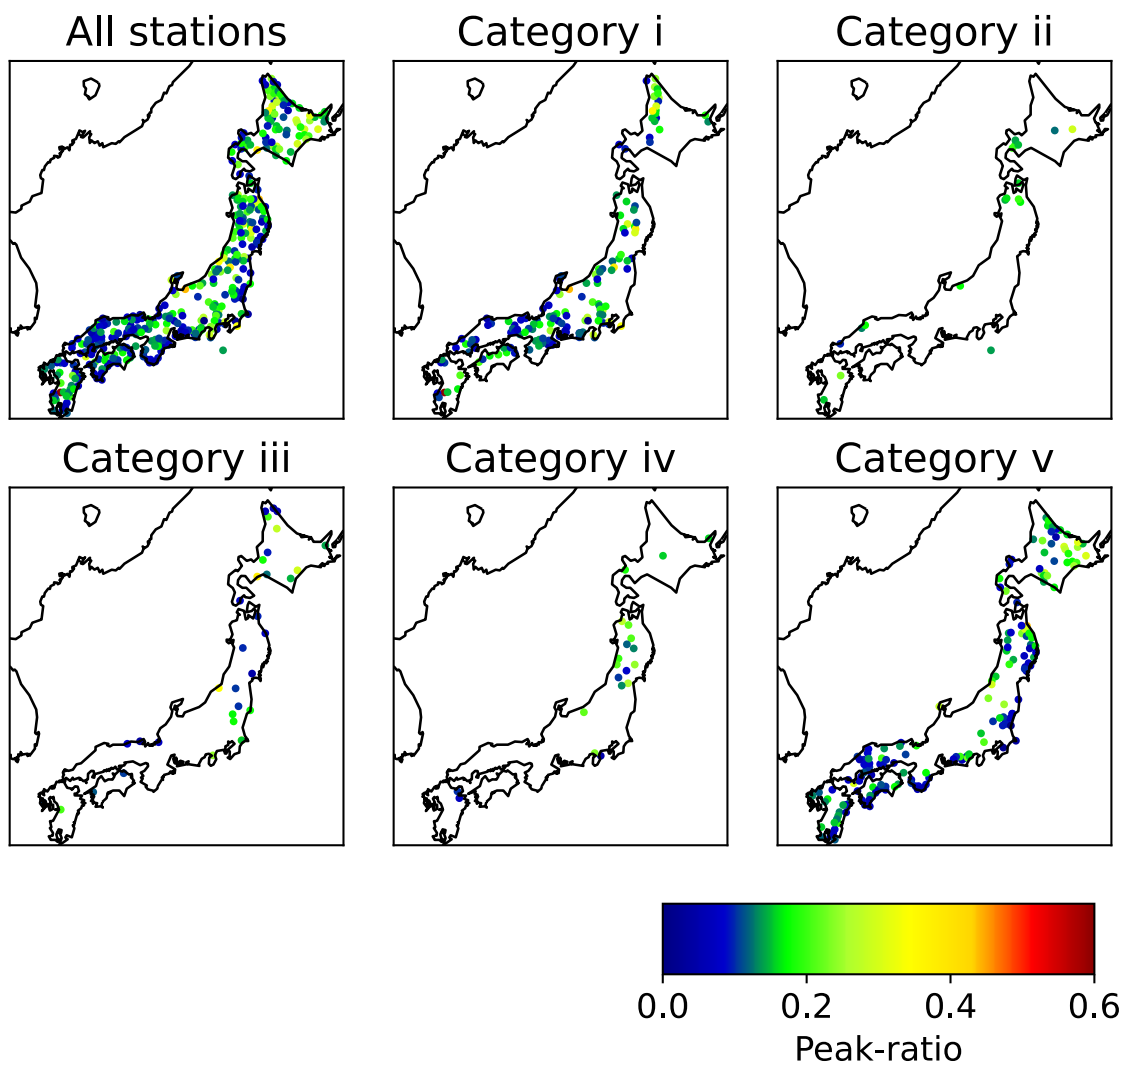 All stations
Category i
Category ii
Category iii
Category iv
Category v
0.0 0.2 0.4 0.6
Peak-ratio